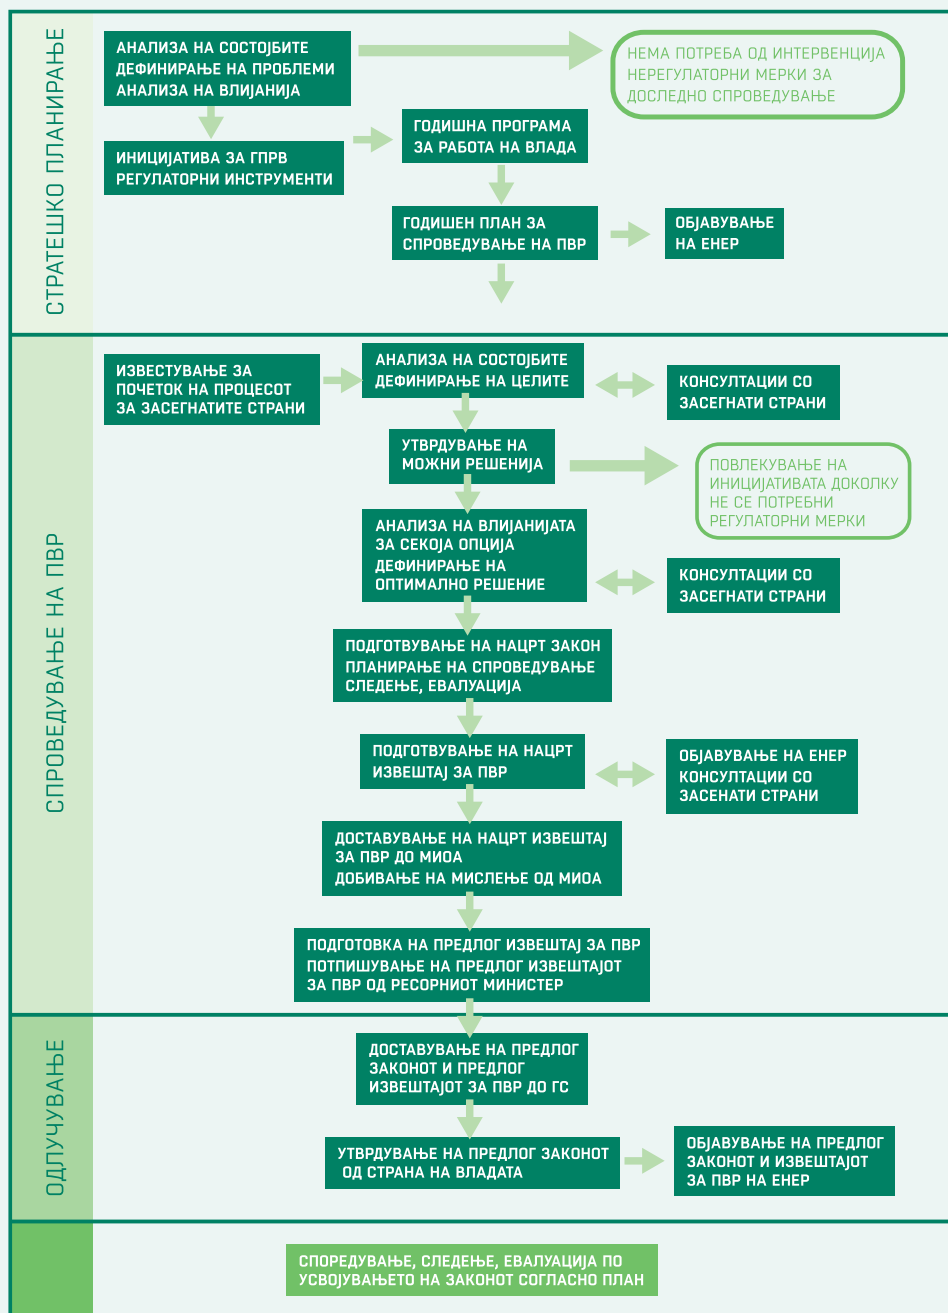 СТРАТЕШКО ПЛАНИРАЊЕ
АНАЛИЗА НА СОСТОЈБИТЕ
ДЕФИНИРАЊЕ НА ПРОБЛЕМИ
АНАЛИЗА НА ВЛИЈАНИЈА
НЕМА ПОТРЕБА ОД ИНТЕРВЕНЦИЈА
НЕРЕГУЛАТОРНИ МЕРКИ ЗА
ДОСЛЕДНО СПРОВЕДУВАЊЕ
ИНИЦИЈАТИВА ЗА ГПРВ
РЕГУЛАТОРНИ ИНСТРУМЕНТИ
ГОДИШНА ПРОГРАМА
ЗА РАБОТА НА ВЛАДА
ГОДИШЕН ПЛАН ЗА
СПРОВЕДУВАЊЕ НА ПВР
ОБЈАВУВАЊЕ
НА ЕНЕР
СПРОВЕДУВАЊЕ НА ПВР
ИЗВЕСТУВАЊЕ ЗА
ПОЧЕТОК НА ПРОЦЕСОТ
ЗА ЗАСЕГНАТИТЕ СТРАНИ
АНАЛИЗА НА СОСТОЈБИТЕ
ДЕФИНИРАЊЕ НА ЦЕЛИТЕ
КОНСУЛТАЦИИ СО
ЗАСЕГНАТИ СТРАНИ
УТВРДУВАЊЕ НА
МОЖНИ РЕШЕНИЈА
ПОВЛЕКУВАЊЕ НА
ИНИЦИЈАТИВАТА ДОКОЛКУ
НЕ СЕ ПОТРЕБНИ
РЕГУЛАТОРНИ МЕРКИ
АНАЛИЗА НА ВЛИЈАНИЈАТА
ЗА СЕКОЈА ОПЦИЈА
ДЕФИНИРАЊЕ НА
ОПТИМАЛНО РЕШЕНИЕ
КОНСУЛТАЦИИ СО
ЗАСЕГНАТИ СТРАНИ
ПОДГОТВУВАЊЕ НА НАЦРТ ЗАКОН
ПЛАНИРАЊЕ НА СПРОВЕДУВАЊЕ
СЛЕДЕЊЕ, ЕВАЛУАЦИЈА
ПОДГОТВУВАЊЕ НА НАЦРТ
ИЗВЕШТАЈ ЗА ПВР
ОБЈАВУВАЊЕ НА ЕНЕР
КОНСУЛТАЦИИ СО
ЗАСЕНАТИ СТРАНИ
ДОСТАВУВАЊЕ НА НАЦРТ ИЗВЕШТАЈ
ЗА ПВР ДО МИОА
ДОБИВАЊЕ НА МИСЛЕЊЕ ОД МИОА
ПОДГОТОВКА НА ПРЕДЛОГ ИЗВЕШТАЈ ЗА ПВР
ПОТПИШУВАЊЕ НА ПРЕДЛОГ ИЗВЕШТАЈОТ
ЗА ПВР ОД РЕСОРНИОТ МИНИСТЕР
ОДЛУЧУВАЊЕ
ДОСТАВУВАЊЕ НА ПРЕДЛОГ
ЗАКОНОТ И ПРЕДЛОГ
ИЗВЕШТАЈОТ ЗА ПВР ДО ГС
УТВРДУВАЊЕ НА ПРЕДЛОГ ЗАКОНОТ
ОД СТРАНА НА ВЛАДАТА
ОБЈАВУВАЊЕ НА ПРЕДЛОГ
ЗАКОНОТ И ИЗВЕШТАЈОТ
ЗА ПВР НА ЕНЕР
СПОРЕДУВАЊЕ, СЛЕДЕЊЕ, ЕВАЛУАЦИЈА ПО
УСВОЈУВАЊЕТО НА ЗАКОНОТ СОГЛАСНО ПЛАН